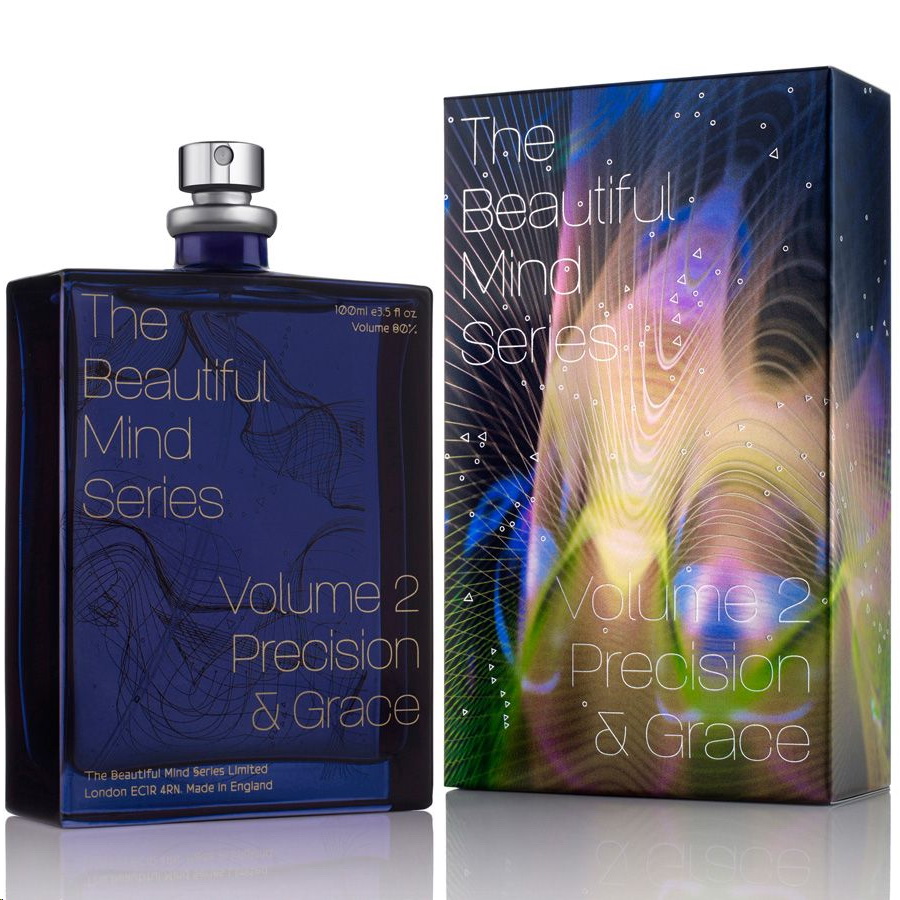 The
Beautiful
Mind
Series
100ml e3.5 fl oz
Volume 80%
Volume 2
Precision
& Grace
The Beautiful Mind Series Limited
London EC1R 4RN. Made in England
The
Beautiful
Mind
Series
Volume 2
Precision
& Grace